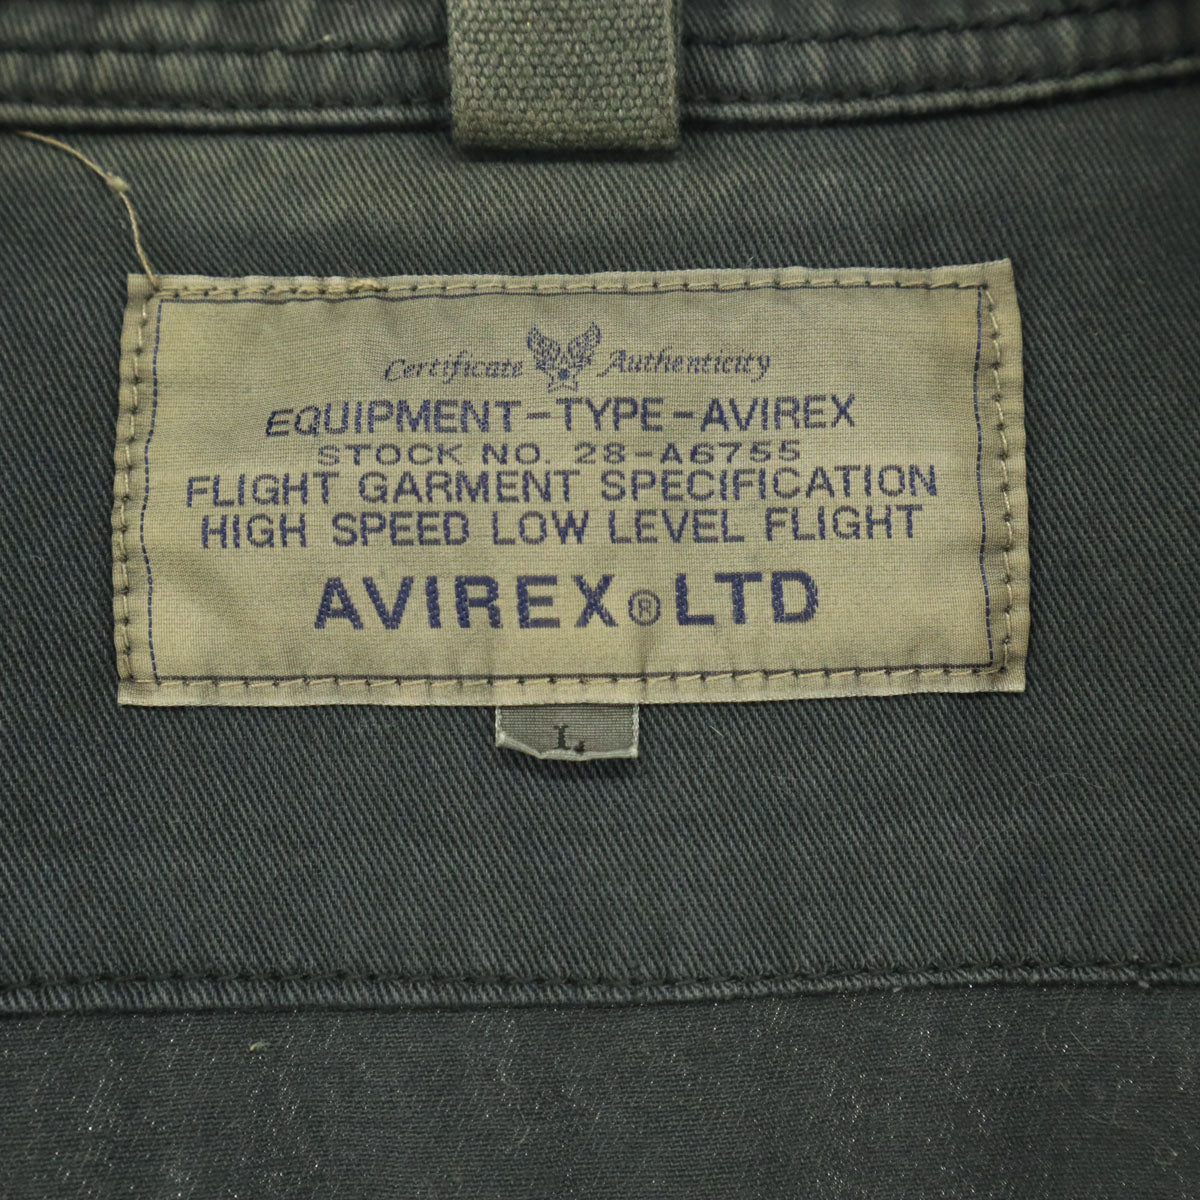 Certificate Authenticity
EQUIPMENT-TYPE-AVIREX
STOCK NO. 28-A6755
FLIGHT GARMENT SPECIFICATION
HIGH SPEED LOW LEVEL FLIGHT
AVIREX® LTD
L